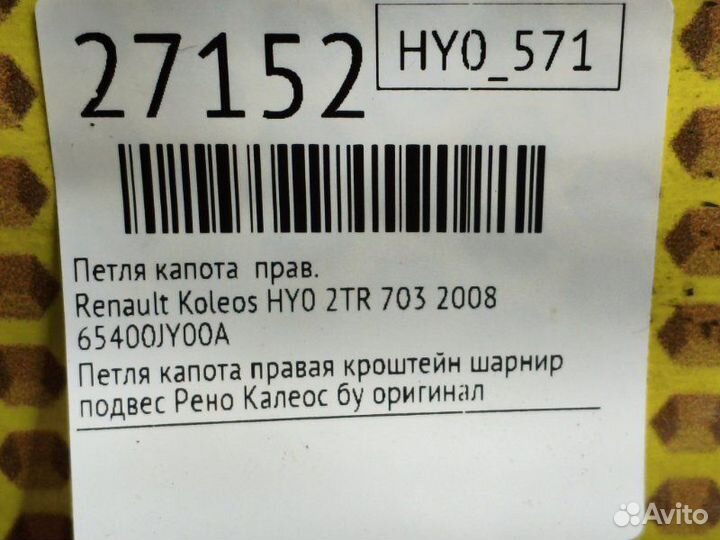 27152
HY0_571
Петля капота прав.
Renault Koleos HY0 2TR 703 2008
65400JY00A
Петля капота правая кроштейн шарнир
подвес Рено Калеос бу оригинал
Avito